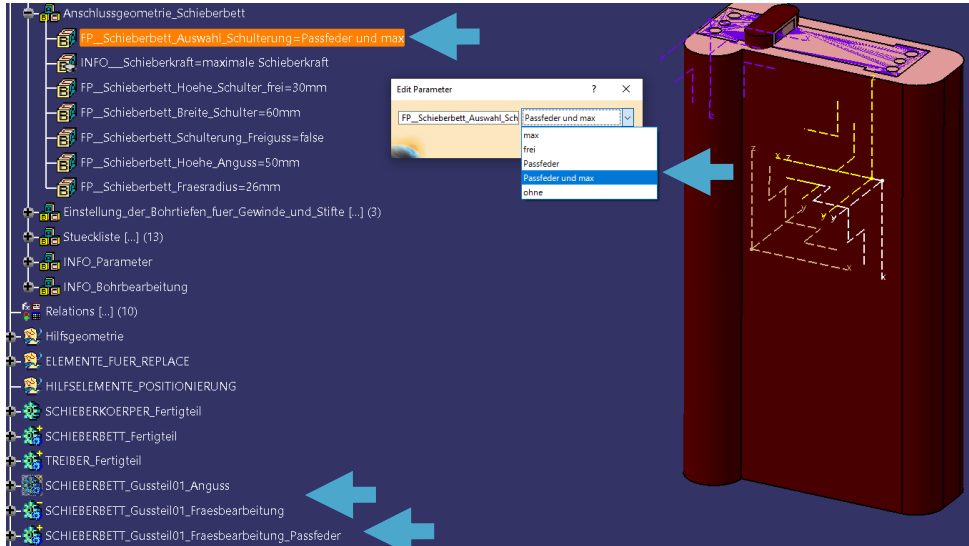 Anschlussgeometrie_Schieberbett
FP__Schieberbett_Auswahl_Schulterung=Passfeder und max
INFO___Schieberkraft=maximale Schieberkraft
FP__Schieberbett_Hoehe_Schulter_frei=30mm
FP__Schieberbett_Breite_Schulter=60mm
FP__Schieberbett_Schulterung_Freiguss=false
FP__Schieberbett_Hoehe_Anguss=50mm
FP__Schieberbett_Fraesradius=26mm
Einstellung_der_Bohrtiefen_fuer_Gewinde_und_Stifte [...] (3)
Stueckliste [...] (13)
INFO_Parameter
INFO_Bohrbearbeitung
Relations [...] (10)
Hilfsgeometrie
ELEMENTE_FUER_REPLACE
HILFSELEMENTE_POSITIONIERUNG
SCHIEBERKOERPER_Fertigteil
SCHIEBERBETT_Fertigteil
TREIBER_Fertigteil
SCHIEBERBETT_Gussteil01_Anguss
SCHIEBERBETT_Gussteil01_Fraesbearbeitung
SCHIEBERBETT_Gussteil01_Fraesbearbeitung_Passfeder
Edit Parameter ? X
FP__Schieberbett_Auswahl_Sch Passfeder und max
max
frei
Passfeder
Passfeder und max
ohne
z
x z
y
y
y
x
x